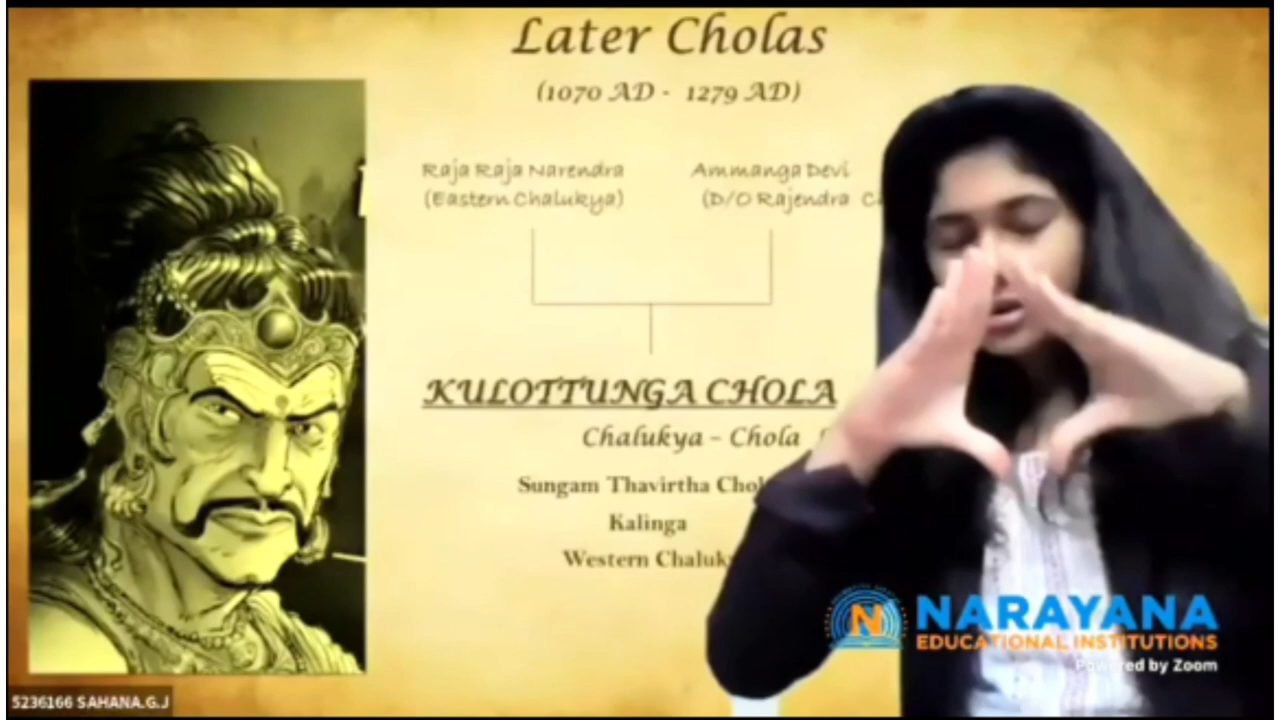 Later Cholas
(1070 AD - 1279 AD)
Raja Raja Narendra
(Eastern Chalukya)
Ammanga Devi
(D/O Rajendra
KULOTTUNGA CHOLA
Chalukya – Chola
Sungam Thavirtha
Kalinga
Western
NARAYANA
EDUCATIONAL INSTITUTIONS
Powered by Zoom
5236166 SAHANA.G.J